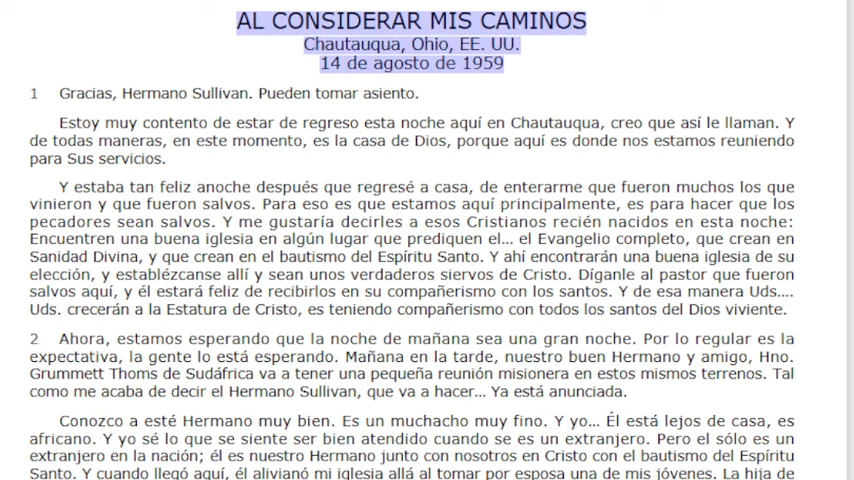 AL CONSIDERAR MIS CAMINOS
Chautauqua, Ohio, EE. UU.
14 de agosto de 1959
1 Gracias, Hermano Sullivan. Pueden tomar asiento.
Estoy muy contento de estar de regreso esta noche aquí en Chautauqua, creo que así le llaman. Y
de todas maneras, en este momento, es la casa de Dios, porque aquí es donde nos estamos reuniendo
para Sus servicios.
Y estaba tan feliz anoche después que regresé a casa, de enterarme que fueron muchos los que
vinieron y que fueron salvos. Para eso es que estamos aquí principalmente, es para hacer que los
pecadores sean salvos. Y me gustaría decirles a esos Cristianos recién nacidos en esta noche:
Encuentren una buena iglesia en algún lugar que prediquen el... el Evangelio completo, que crean en
Sanidad Divina, y que crean en el bautismo del Espíritu Santo. Y ahí encontrarán una buena iglesia de su
elección, y establézcanse allí y sean unos verdaderos siervos de Cristo. Díganle al pastor que fueron
salvos aquí, y él estará feliz de recibirlos en su compañerismo con los santos. Y de esa manera Uds....
Uds. crecerán a la Estatura de Cristo, es teniendo compañerismo con todos los santos del Dios viviente.
2 Ahora, estamos esperando que la noche de mañana sea una gran noche. Por lo regular es la
expectativa, la gente lo está esperando. Mañana en la tarde, nuestro buen Hermano y amigo, Hno.
Grummett Thoms de Sudáfrica va a tener una pequeña reunión misionera en estos mismos terrenos. Tal
como me acaba de decir el Hermano Sullivan, que va a hacer... Ya está anunciada.
Conozco a esté Hermano muy bien. Es un muchacho muy fino. Y yo... Él está lejos de casa, es
africano. Y yo sé lo que se siente ser bien atendido cuando se es un extranjero. Pero el sólo es un
extranjero en la nación; él es nuestro Hermano junto con nosotros en Cristo con el bautismo del Espíritu
Santo. Y cuando llegó aquí, él alivianó mi iglesia allá al tomar por esposa una de mis jóvenes. La hija de